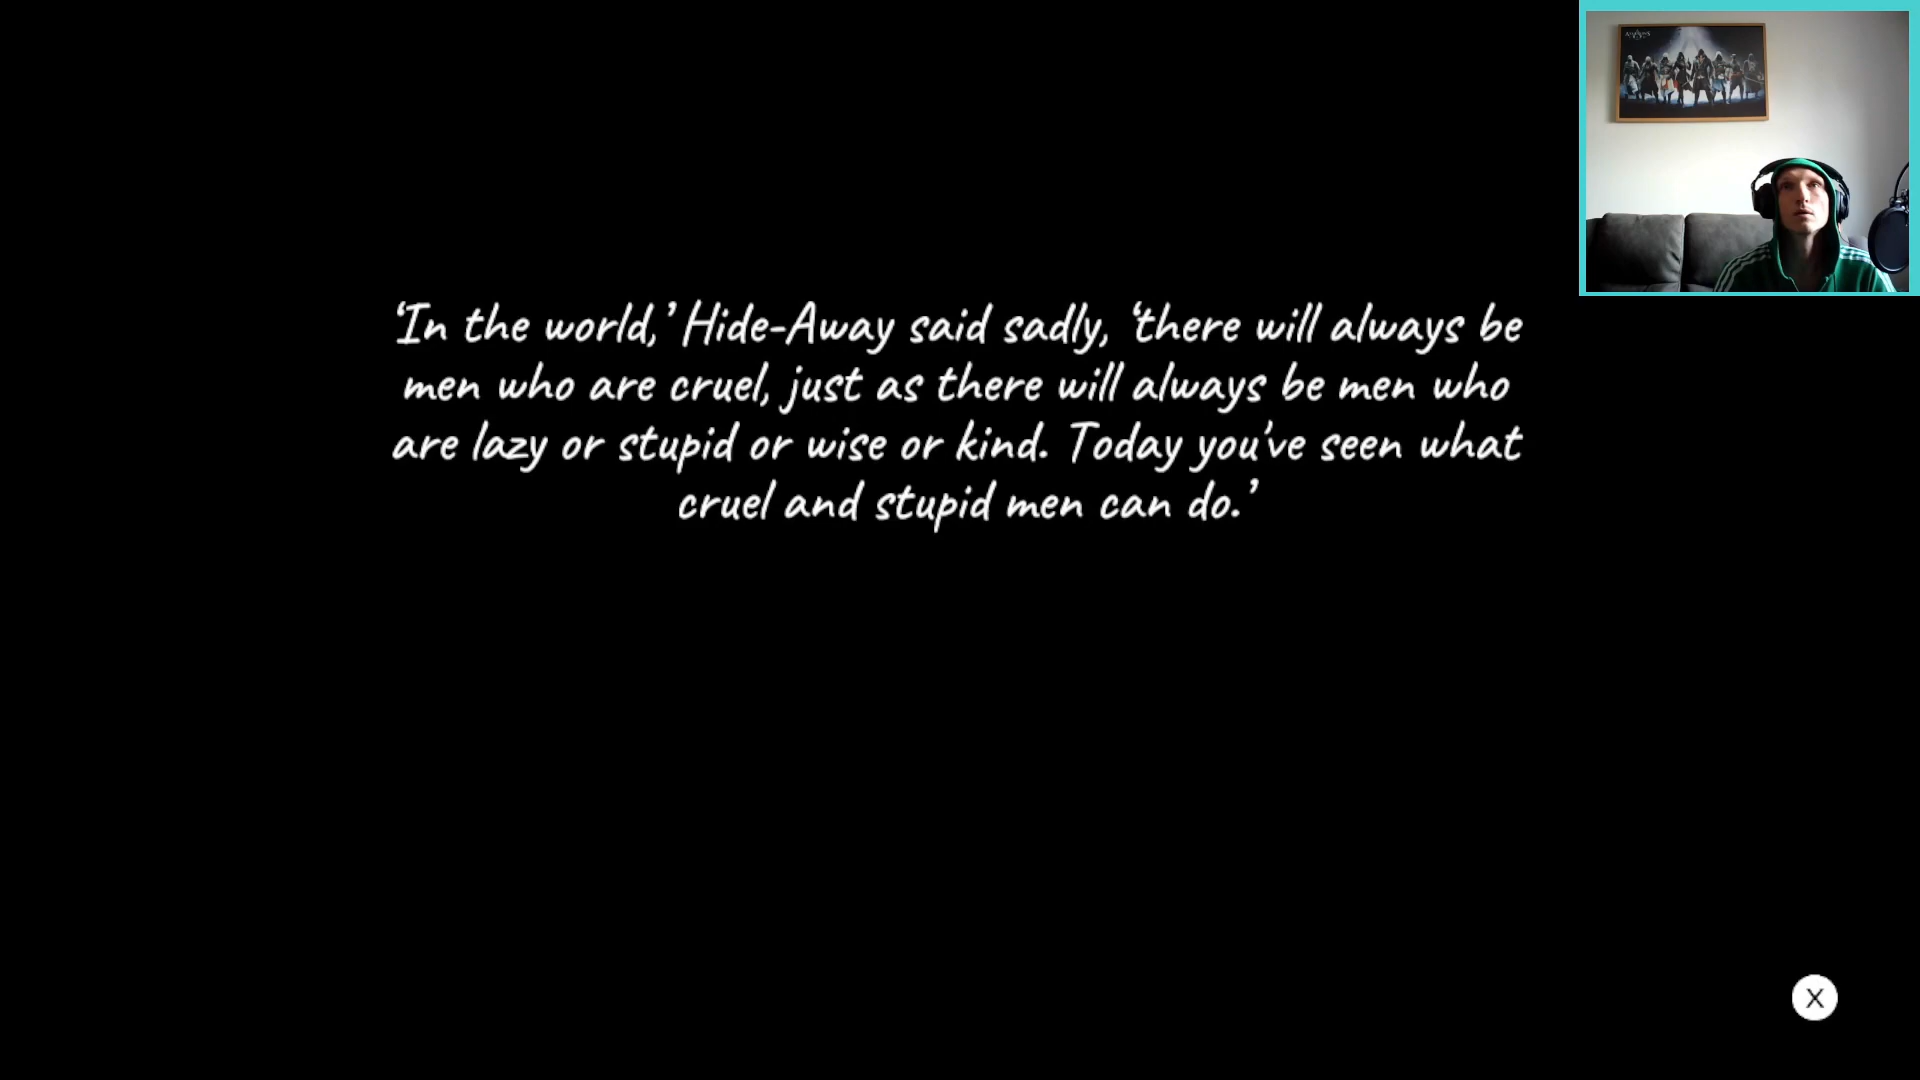 ‘In the world,’ Hide-Away said sadly, ‘there will always be
men who are cruel, just as there will always be men who
are lazy or stupid or wise or kind. Today you've seen what
cruel and stupid men can do.’
X